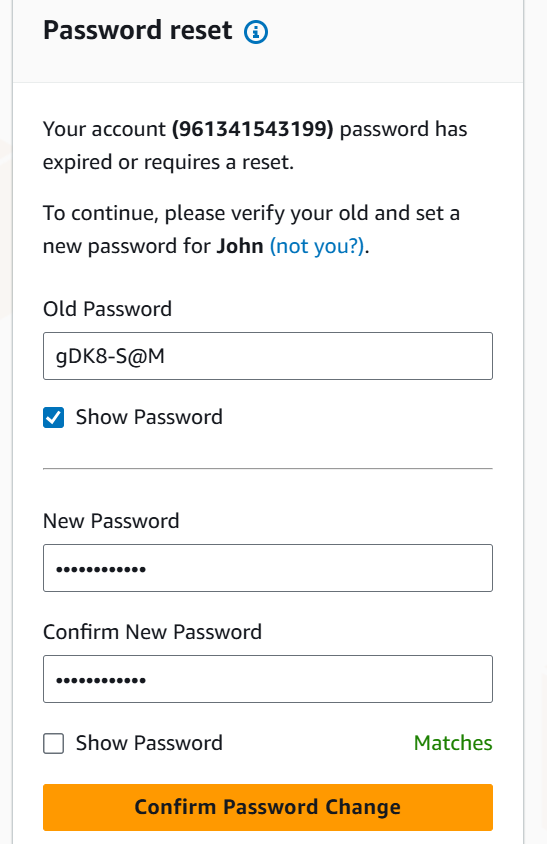 Password reset
Your account (961341543199) password has
expired or requires a reset.
To continue, please verify your old and set a
new password for John (not you?).
Old Password
gDK8-S@M
Show Password
New Password
••••••••••••
Confirm New Password
••••••••••••
Show Password
Matches
Confirm Password Change